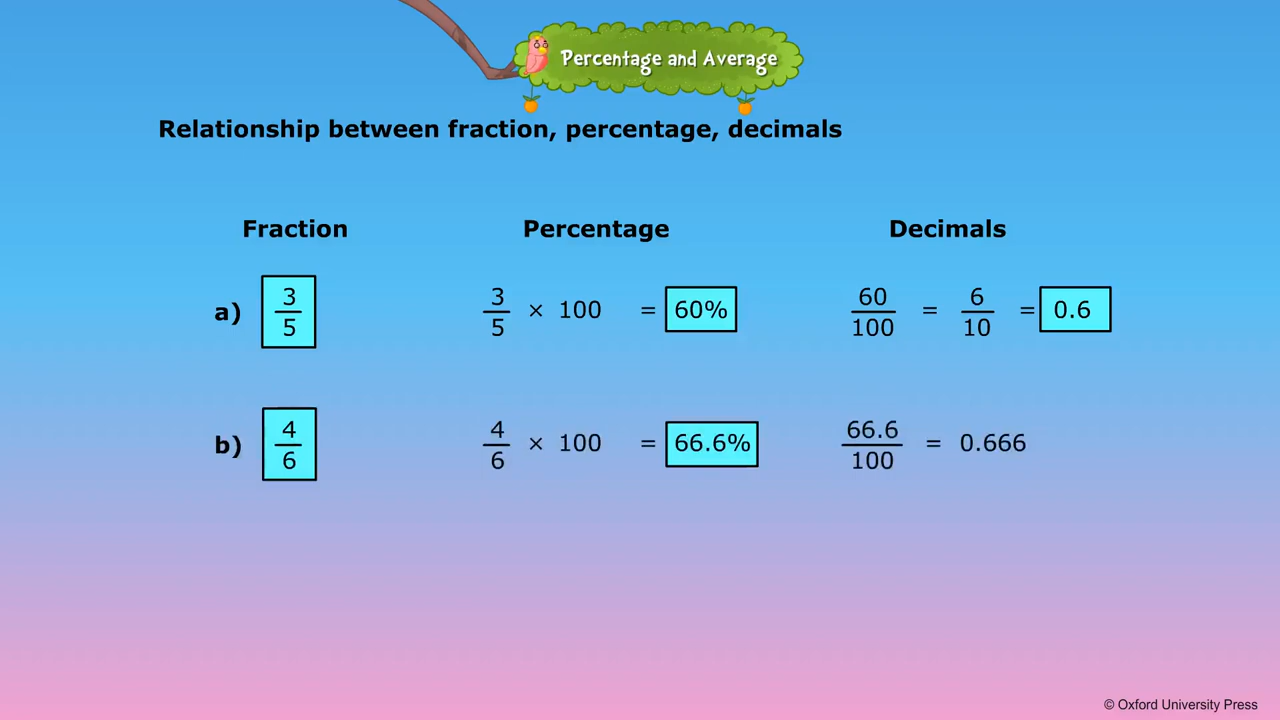 Percentage and Average
Relationship between fraction, percentage, decimals
Fraction Percentage Decimals
a) 3/5 3/5 × 100 = 60% 60/100 = 6/10 = 0.6
b) 4/6 4/6 × 100 = 66.6% 66.6/100 = 0.666
© Oxford University Press